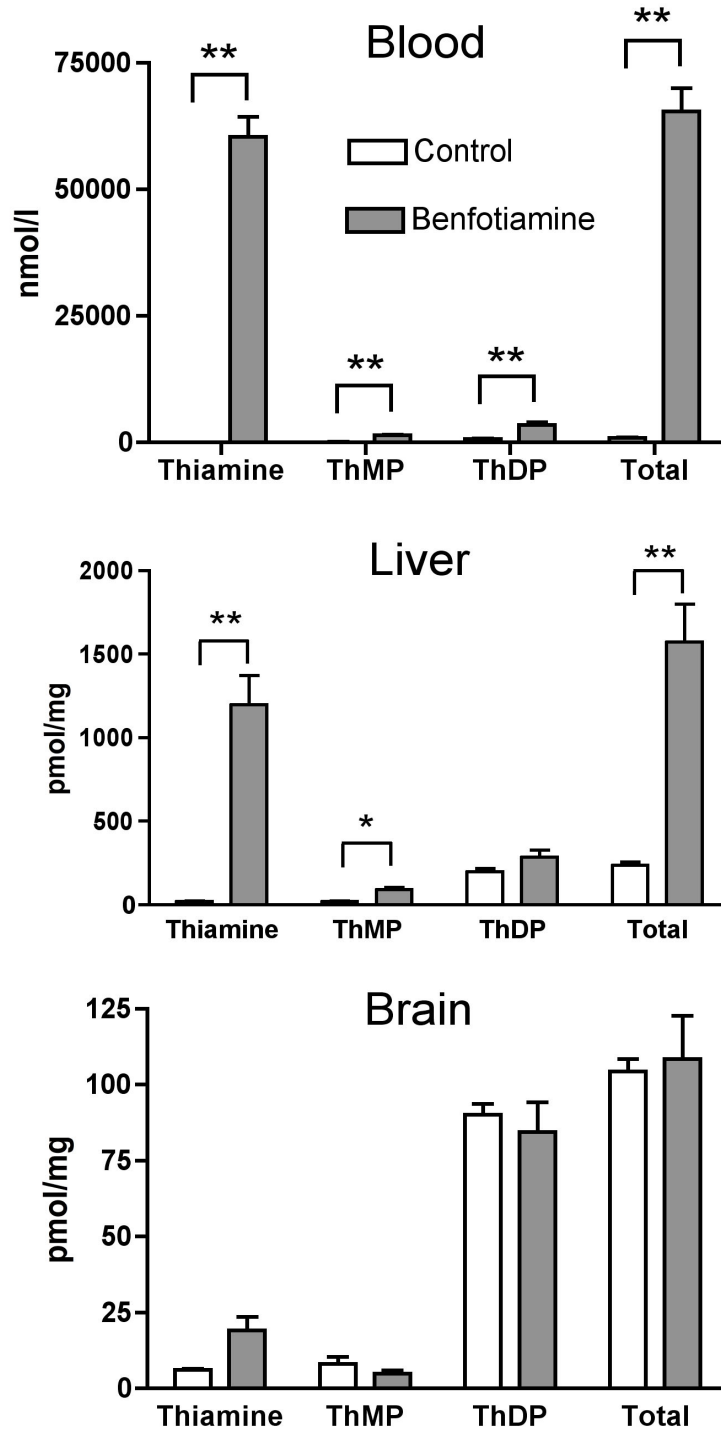 Blood
** **
75000
Control
50000
Benfotiamine
nmol/l
25000
** **
0
Thiamine ThMP ThDP Total
Liver
2000
**
**
1500
pmol/mg
1000
*
500
0
Thiamine ThMP ThDP Total
Brain
125
100
75
pmol/mg
50
25
0
Thiamine ThMP ThDP Total